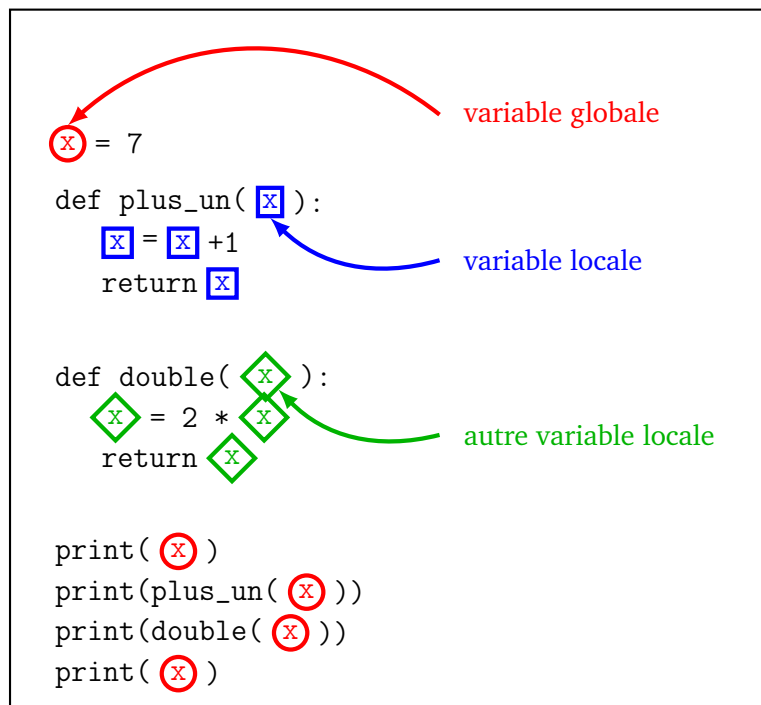 variable globale
x = 7
def plus_un( x ):
x = x +1
variable locale
return x
def double( x ):
x = 2 * x
autre variable locale
return x
print( x )
print(plus_un( x ))
print(double( x ))
print( x )